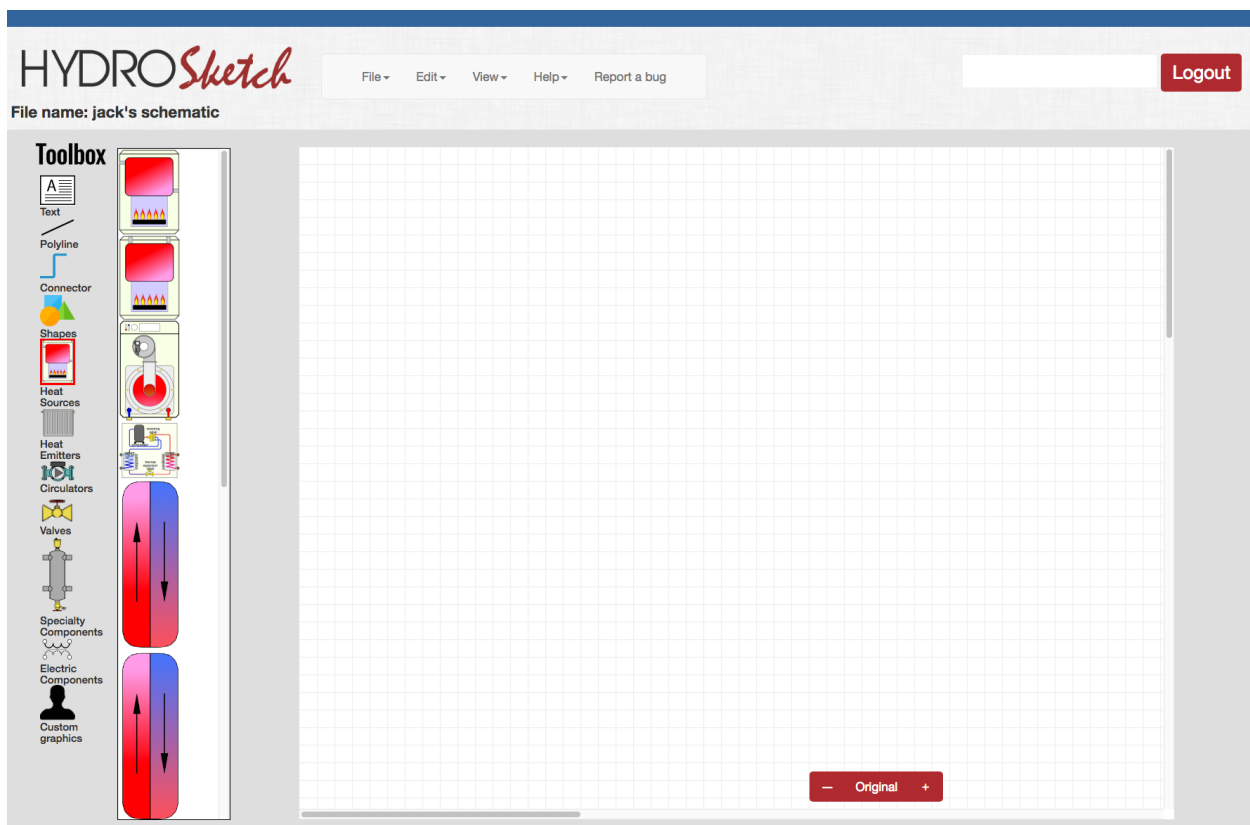 HYDROSketch
File Edit View Help Report a bug
Logout
File name: jack's schematic
Toolbox
A
Text
Polyline
Connector
Shapes
Heat
Sources
Heat
Emitters
Circulators
Valves
Specialty
Components
Electric
Components
Custom
graphics
– Original +